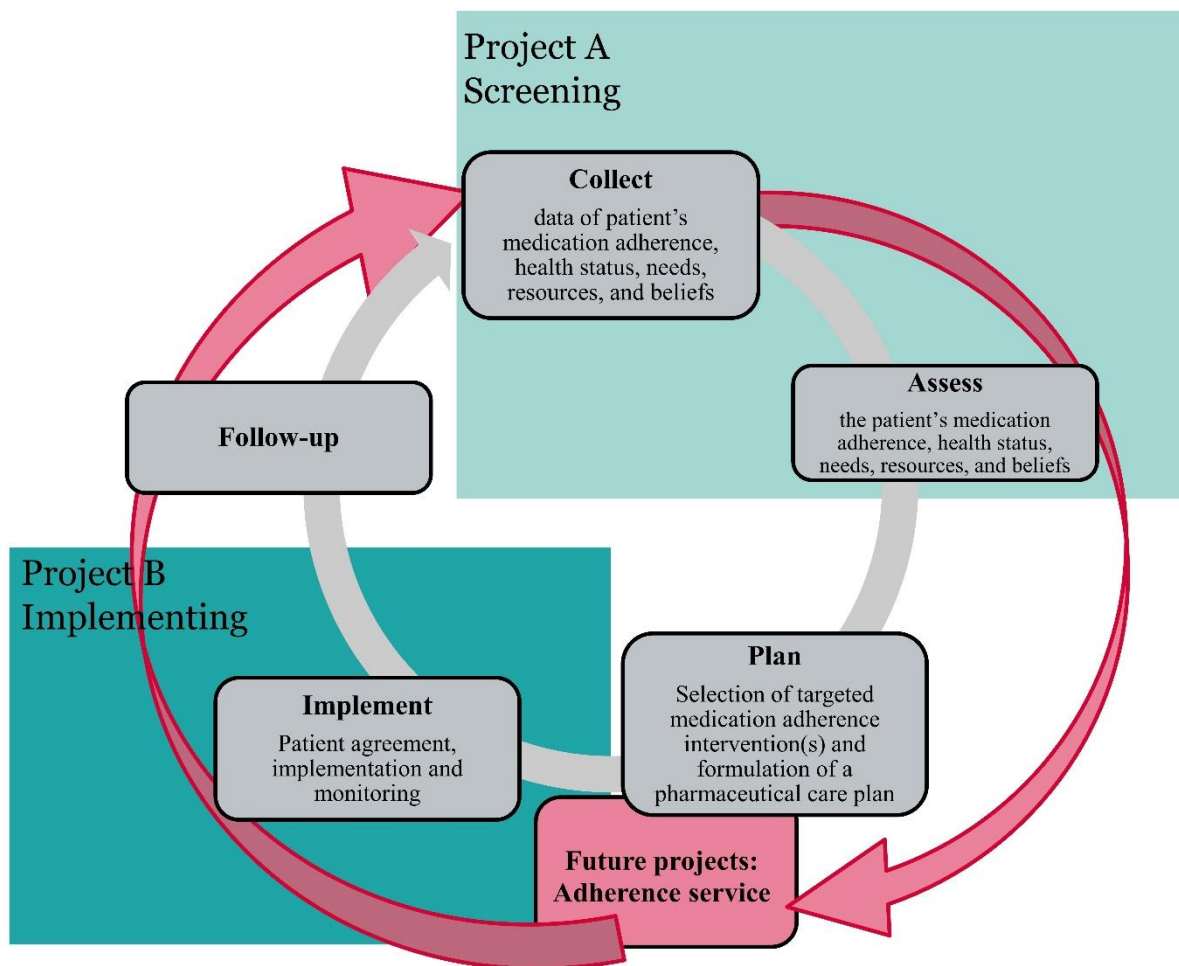 Project A
Screening
Collect
data of patient's
medication adherence,
health status, needs,
resources, and beliefs
Assess
the patient's medication
adherence, health status,
needs, resources, and beliefs
Follow-up
Project B
Implementing
Plan
Selection of targeted
medication adherence
intervention(s) and
formulation of a
pharmaceutical care plan
Implement
Patient agreement,
implementation and
monitoring
Future projects:
Adherence service